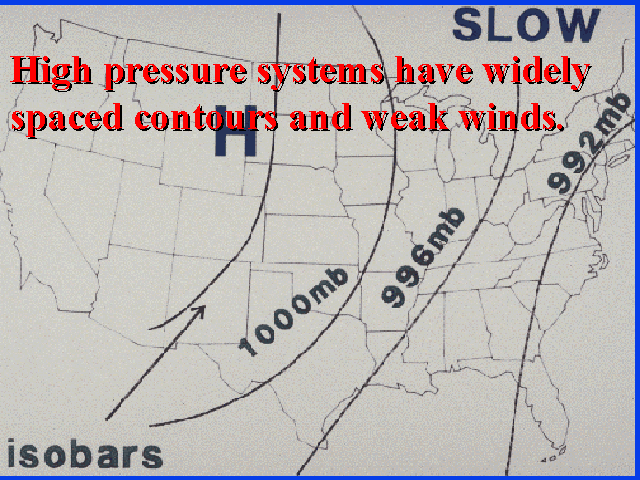 SLOW
High pressure systems have widely
spaced contours and weak winds.
H
992mb
996mb
1000mb
isobars